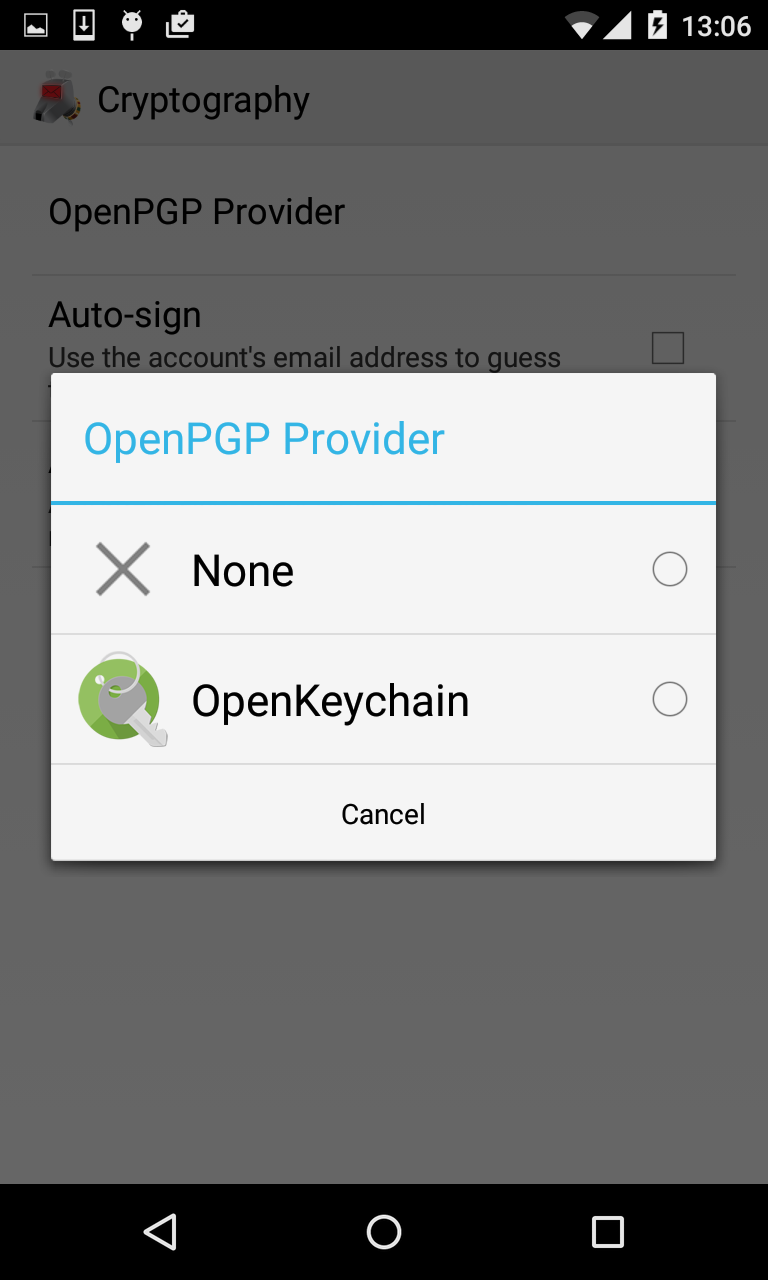 13:06
Cryptography
OpenPGP Provider
Auto-sign
Use the account's email address to guess
OpenPGP Provider
None
OpenKeychain
Cancel